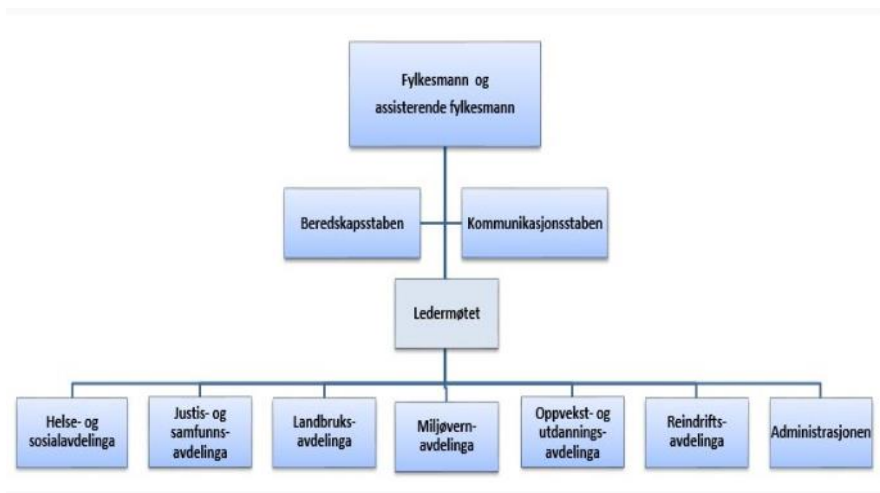 Fylkesmann og
assisterende fylkesmann
Beredskapsstaben
Kommunikasjonsstaben
Ledermøtet
Helse- og
sosialavdelinga
Justis- og
samfunns-
avdelinga
Landbruks-
avdelinga
Miljøvern-
avdelinga
Oppvekst- og
utdannings-
avdelinga
Reindrifts-
avdelinga
Administrasjonen